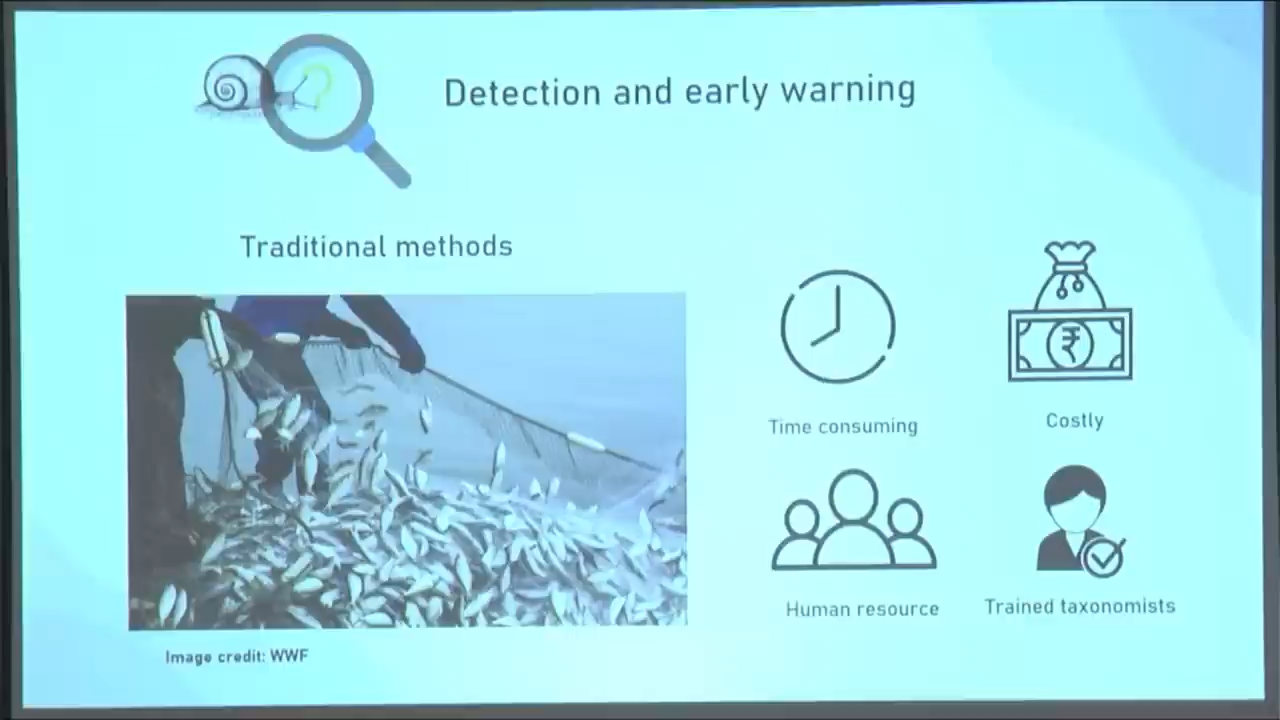 Detection and early warning
Traditional methods
₹
Time consuming
Costly
Human resource
Trained taxonomists
Image credit: WWF